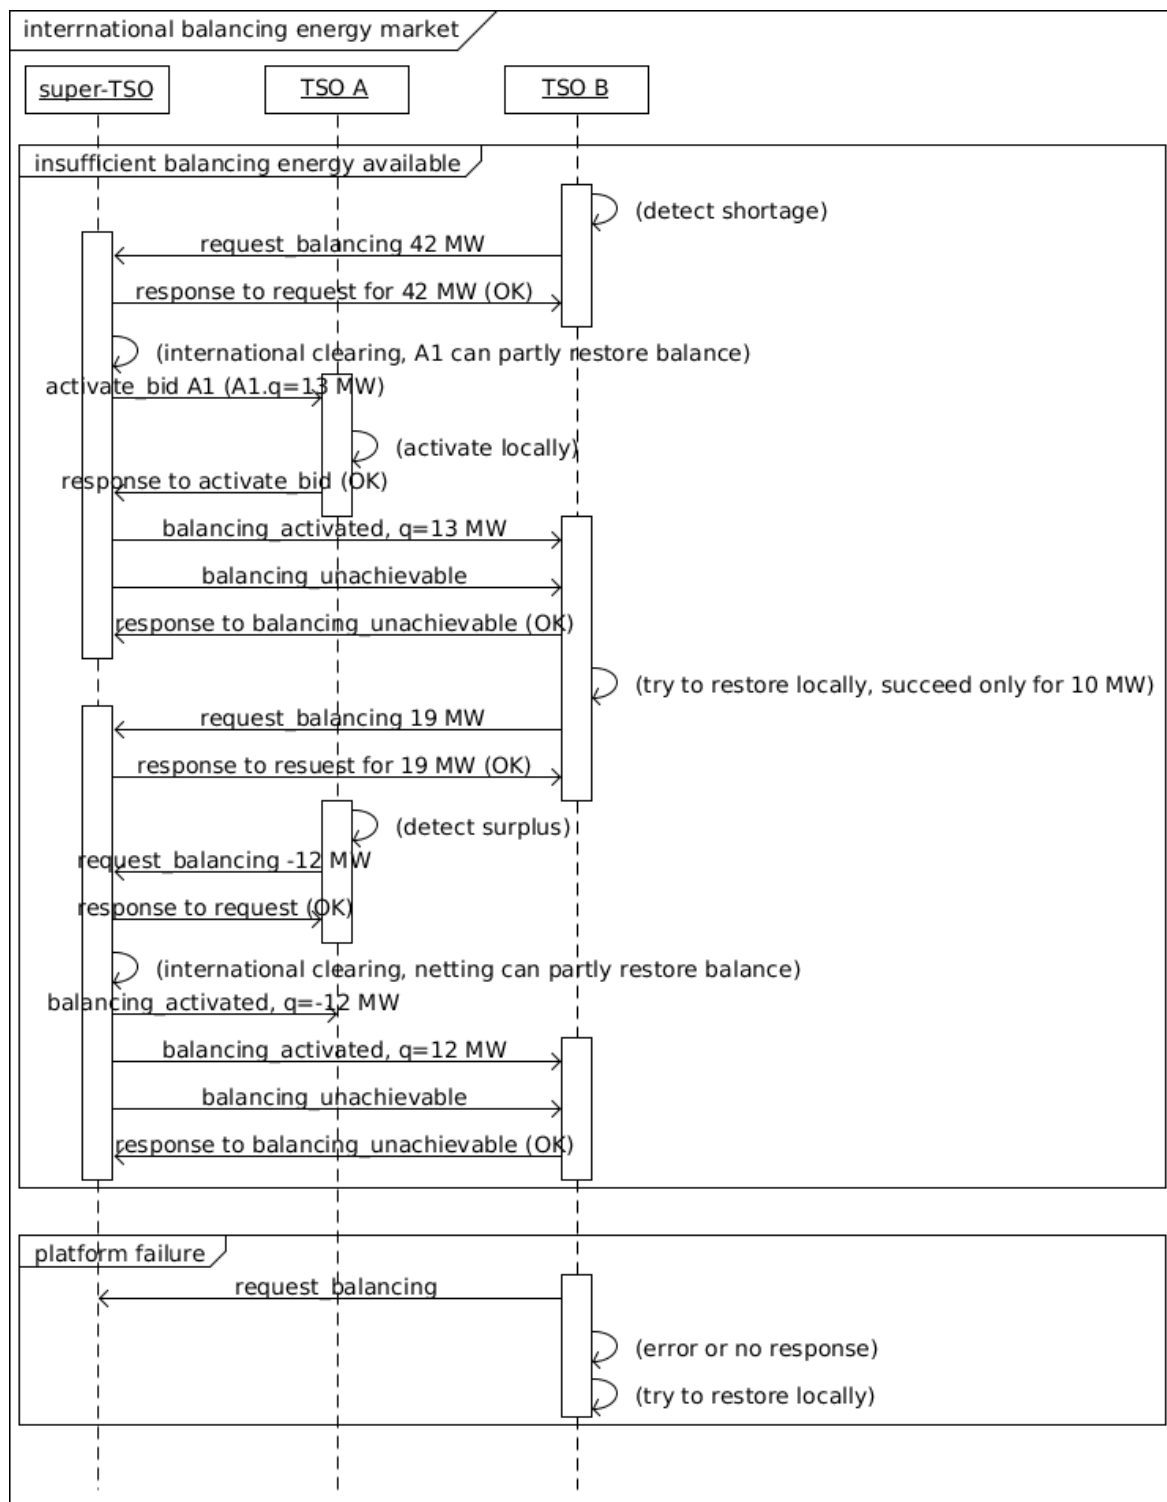 interrnational balancing energy market
super-TSO
TSO A
TSO B
insufficient balancing energy available
(detect shortage)
request_balancing 42 MW
response to request for 42 MW (OK)
(international clearing, A1 can partly restore balance)
activate_bid A1 (A1.q=13 MW)
(activate locally)
response to activate_bid (OK)
balancing_activated, q=13 MW
balancing_unachievable
response to balancing_unachievable (OK)
(try to restore locally, succeed only for 10 MW)
request_balancing 19 MW
response to resuest for 19 MW (OK)
(detect surplus)
request_balancing -12 MW
response to request (OK)
(international clearing, netting can partly restore balance)
balancing_activated, q=-12 MW
balancing_activated, q=12 MW
balancing_unachievable
response to balancing_unachievable (OK)
platform failure
request_balancing
(error or no response)
(try to restore locally)